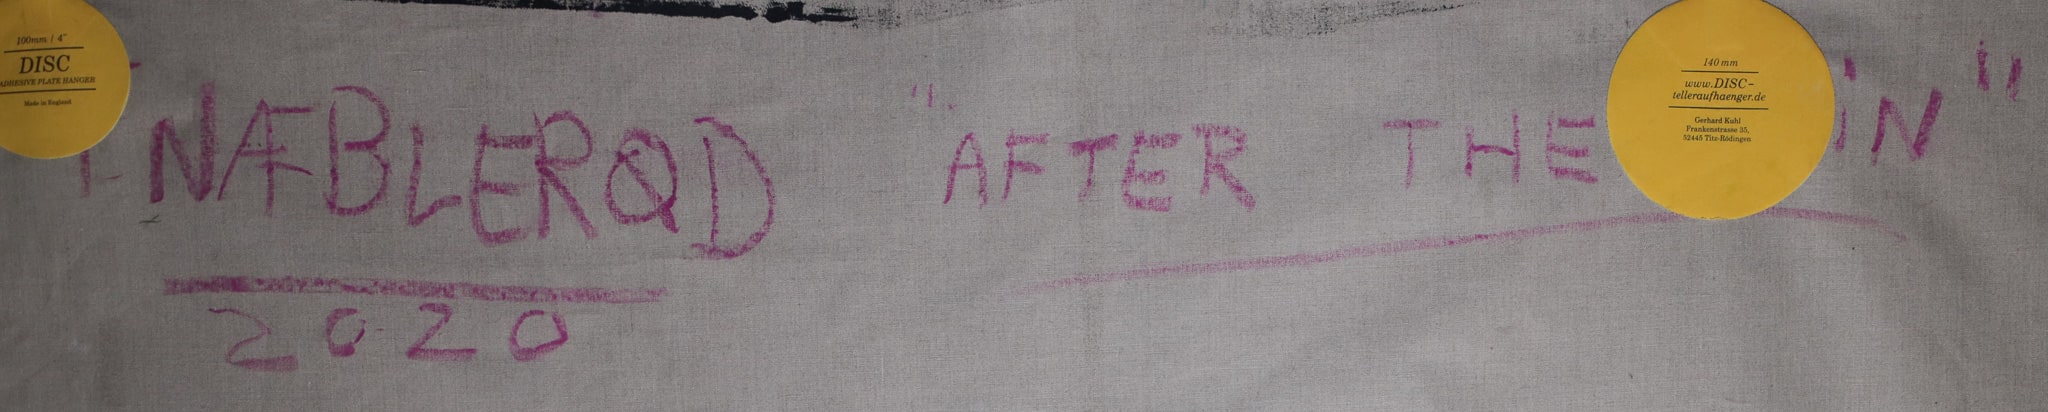 100mm / 4"
DISC
ADHESIVE PLATE HANGER
Made in England
NÆBLERØD "AFTER THE iN"
2020
140 mm
www.DISC-
telleraufhaenger.de
Gerhard Kuhl
Frankenstrasse 35,
52445 Titz-Rödingen